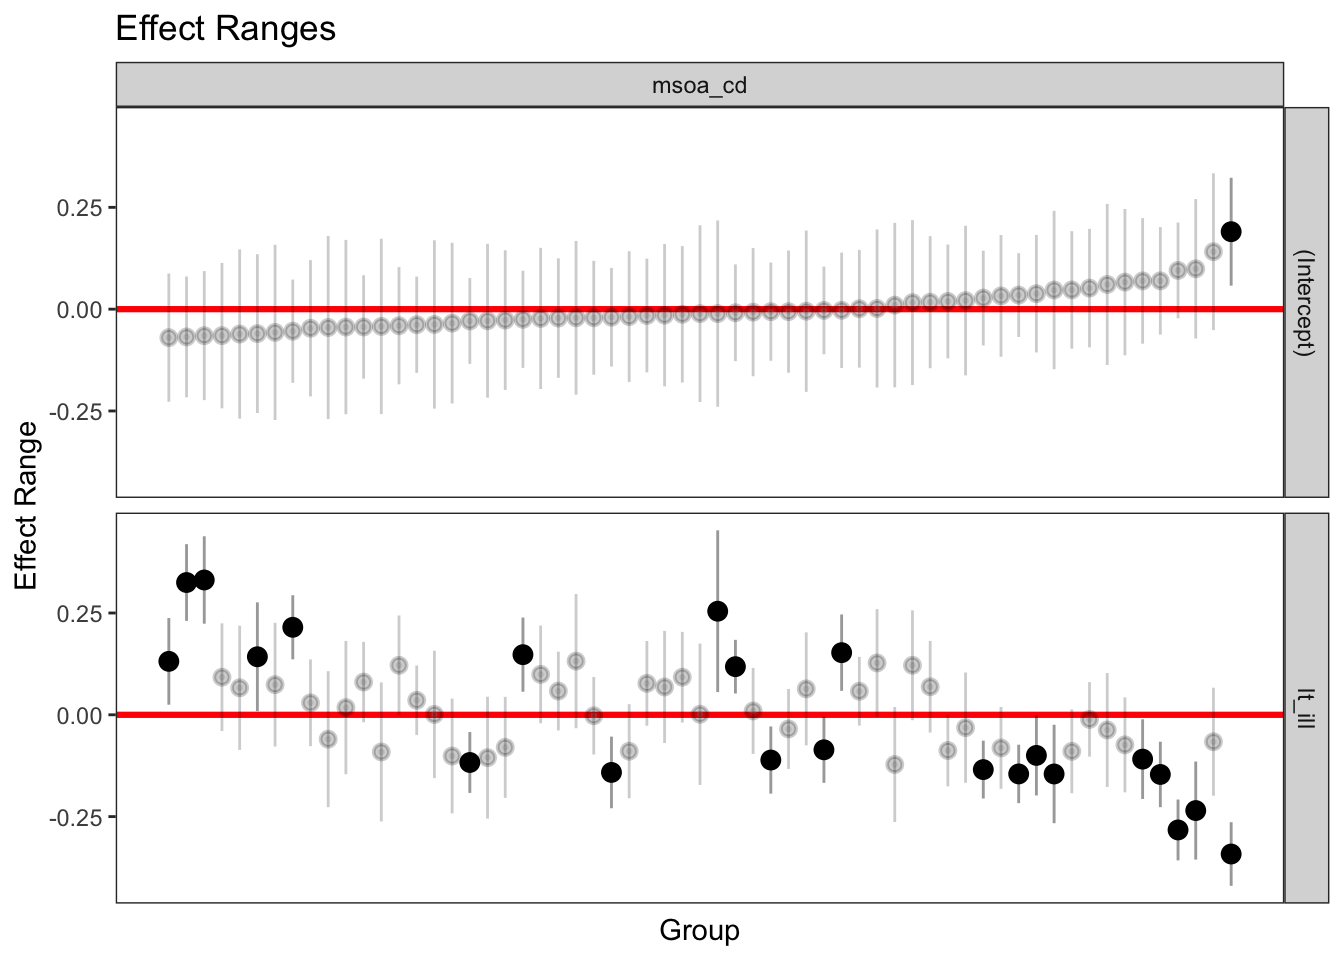 Effect Ranges
msoa_cd
0.25
0.00
-0.25
(Intercept)
Effect Range
0.25
0.00
-0.25
lt_ill
Group